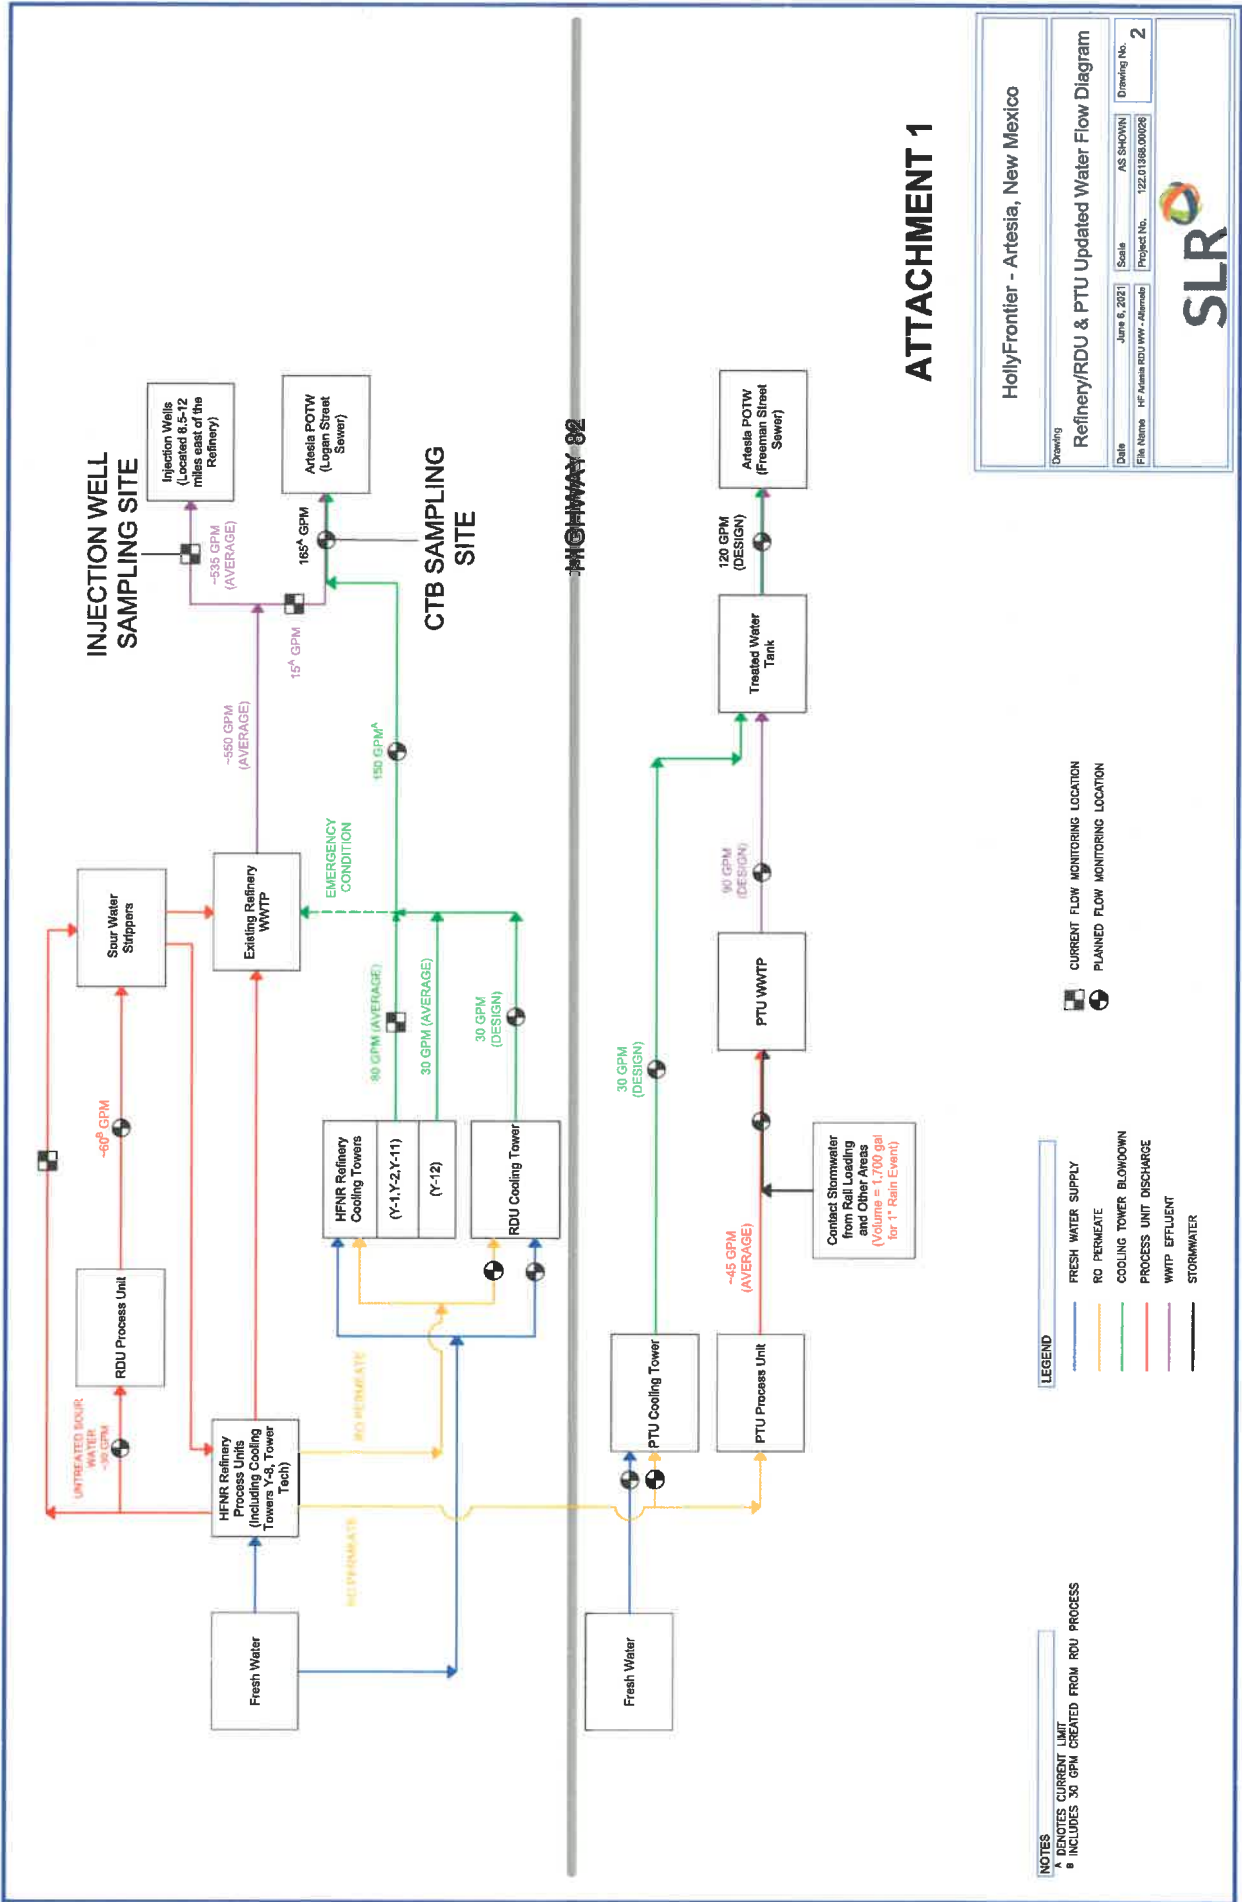 INJECTION WELL
SAMPLING SITE
Injection Wells
(Located 8.5-12
miles east of the
Refinery)
~535 GPM
(AVERAGE)
165ᴬ GPM
Artesia POTW
(Logan Street
Sewer)
CTB SAMPLING
SITE
15ᴬ GPM
~550 GPM
(AVERAGE)
150 GPMᴬ
Sour Water
Strippers
Existing Refinery
WWTP
EMERGENCY
CONDITION
~60ᴮ GPM
80 GPM (AVERAGE)
30 GPM (AVERAGE)
30 GPM
(DESIGN)
RDU Process Unit
HFNR Refinery
Cooling Towers
(Y-1,Y-2,Y-11)
(Y-12)
RDU Cooling Tower
UNTREATED SOUR
WATER
~30 GPM
HFNR Refinery
Process Units
(Including Cooling
Towers Y-8, Tower
Tech)
RO PERMEATE
RO PERMEATE
Fresh Water
HIGHWAY 82
Artesia POTW
(Freeman Street
Sewer)
120 GPM
(DESIGN)
Treated Water
Tank
90 GPM
(DESIGN)
PTU WWTP
30 GPM
(DESIGN)
Contact Stormwater
from Rail Loading
and Other Areas
(Volume = 1,700 gal
for 1" Rain Event)
~45 GPM
(AVERAGE)
PTU Cooling Tower
PTU Process Unit
Fresh Water
ATTACHMENT 1
CURRENT FLOW MONITORING LOCATION
PLANNED FLOW MONITORING LOCATION
LEGEND
FRESH WATER SUPPLY
RO PERMEATE
COOLING TOWER BLOWDOWN
PROCESS UNIT DISCHARGE
WWTP EFFLUENT
STORMWATER
NOTES
A DENOTES CURRENT LIMIT
B INCLUDES 30 GPM CREATED FROM RDU PROCESS
HollyFrontier - Artesia, New Mexico
Drawing
Refinery/RDU & PTU Updated Water Flow Diagram
Date June 6, 2021 Scale AS SHOWN Drawing No. 2
File Name HF Artesia RDU WW - Alternate Project No. 122.01368.00026
SLR